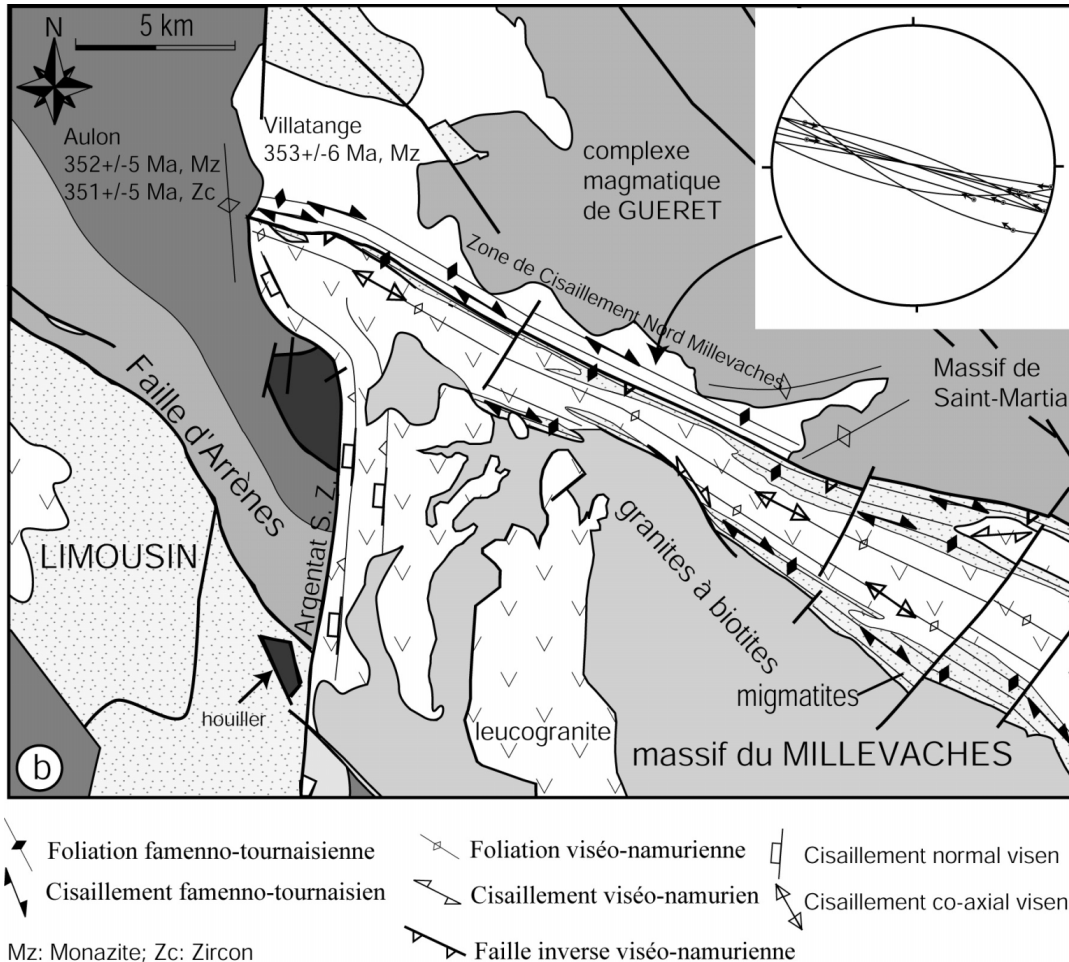 N
5 km
Aulon
352+/-5 Ma, Mz
351+/-5 Ma, Zc
Villatange
353+/-6 Ma, Mz
complexe
magmatique
de GUERET
Zone de Cisaillement Nord Millevaches
Massif de
Saint-Martia
Faille d'Arrènes
LIMOUSIN
Argentat S. Z.
granites à biotites
migmatites
houiller
leucogranite
massif du MILLEVACHES
b
Foliation famenno-tournaisienne
Foliation viséo-namurienne
Cisaillement normal visen
Cisaillement famenno-tournaisien
Cisaillement viséo-namurien
Cisaillement co-axial visen
Mz: Monazite; Zc: Zircon
Faille inverse viséo-namurienne